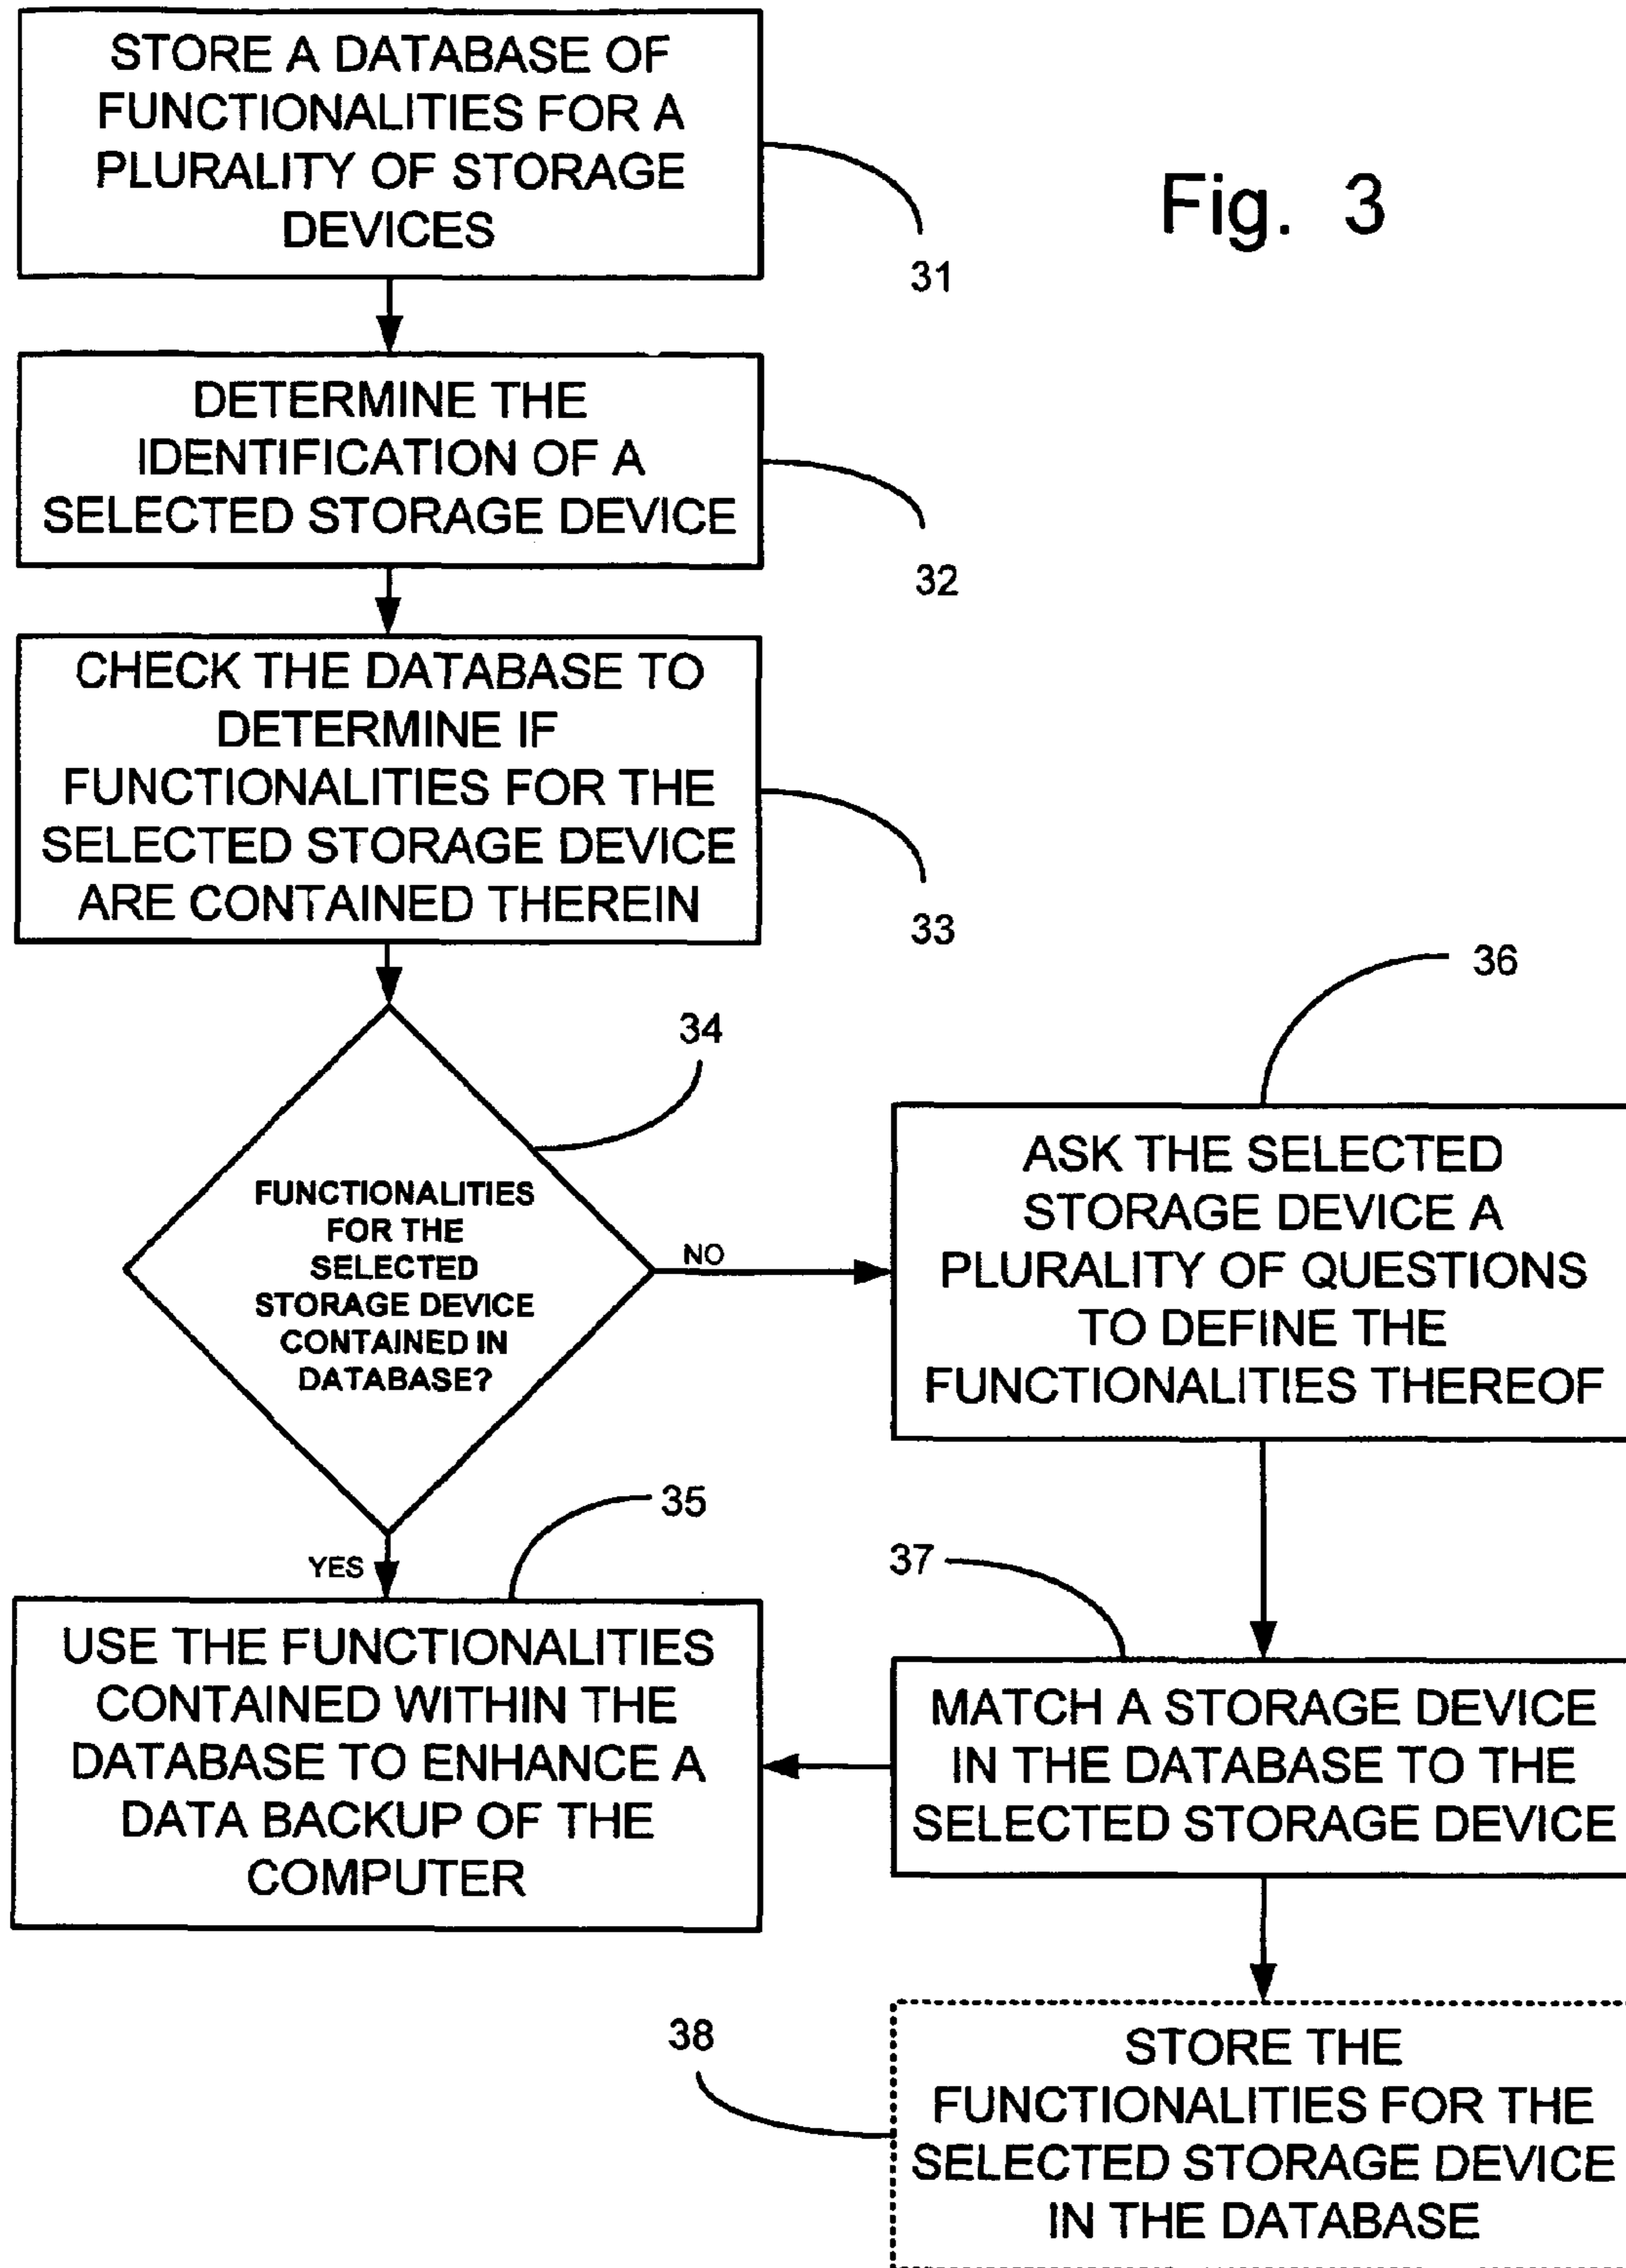 STORE A DATABASE OF
FUNCTIONALITIES FOR A
PLURALITY OF STORAGE
DEVICES
31
Fig. 3
DETERMINE THE
IDENTIFICATION OF A
SELECTED STORAGE DEVICE
32
CHECK THE DATABASE TO
DETERMINE IF
FUNCTIONALITIES FOR THE
SELECTED STORAGE DEVICE
ARE CONTAINED THEREIN
33
34
FUNCTIONALITIES
FOR THE
SELECTED
STORAGE DEVICE
CONTAINED IN
DATABASE?
NO
YES
36
ASK THE SELECTED
STORAGE DEVICE A
PLURALITY OF QUESTIONS
TO DEFINE THE
FUNCTIONALITIES THEREOF
35
USE THE FUNCTIONALITIES
CONTAINED WITHIN THE
DATABASE TO ENHANCE A
DATA BACKUP OF THE
COMPUTER
37
MATCH A STORAGE DEVICE
IN THE DATABASE TO THE
SELECTED STORAGE DEVICE
38
STORE THE
FUNCTIONALITIES FOR THE
SELECTED STORAGE DEVICE
IN THE DATABASE